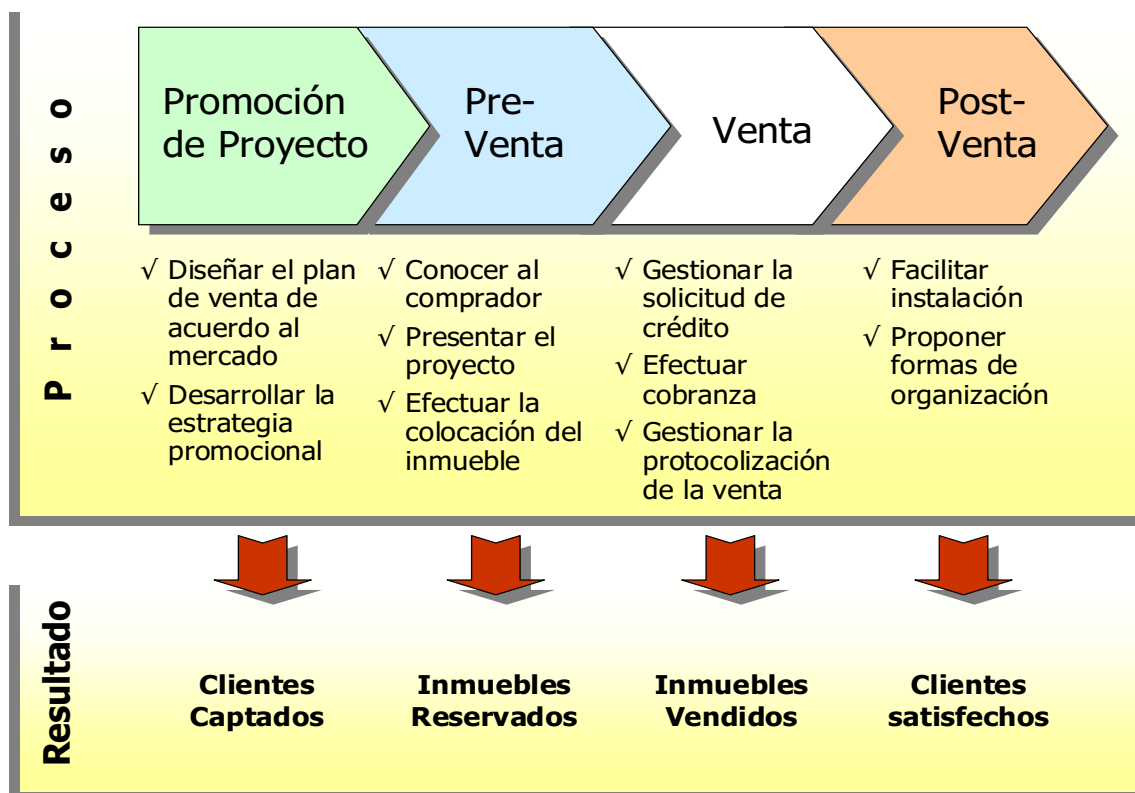 Proceso
Promoción
de Proyecto
Pre-
Venta
Venta
Post-
Venta
√ Diseñar el plan
de venta de
acuerdo al
mercado
√ Desarrollar la
estrategia
promocional
√ Conocer al
comprador
√ Presentar el
proyecto
√ Efectuar la
colocación del
inmueble
√ Gestionar la
solicitud de
crédito
√ Efectuar
cobranza
√ Gestionar la
protocolización
de la venta
√ Facilitar
instalación
√ Proponer
formas de
organización
Resultado
Clientes
Captados
Inmuebles
Reservados
Inmuebles
Vendidos
Clientes
satisfechos